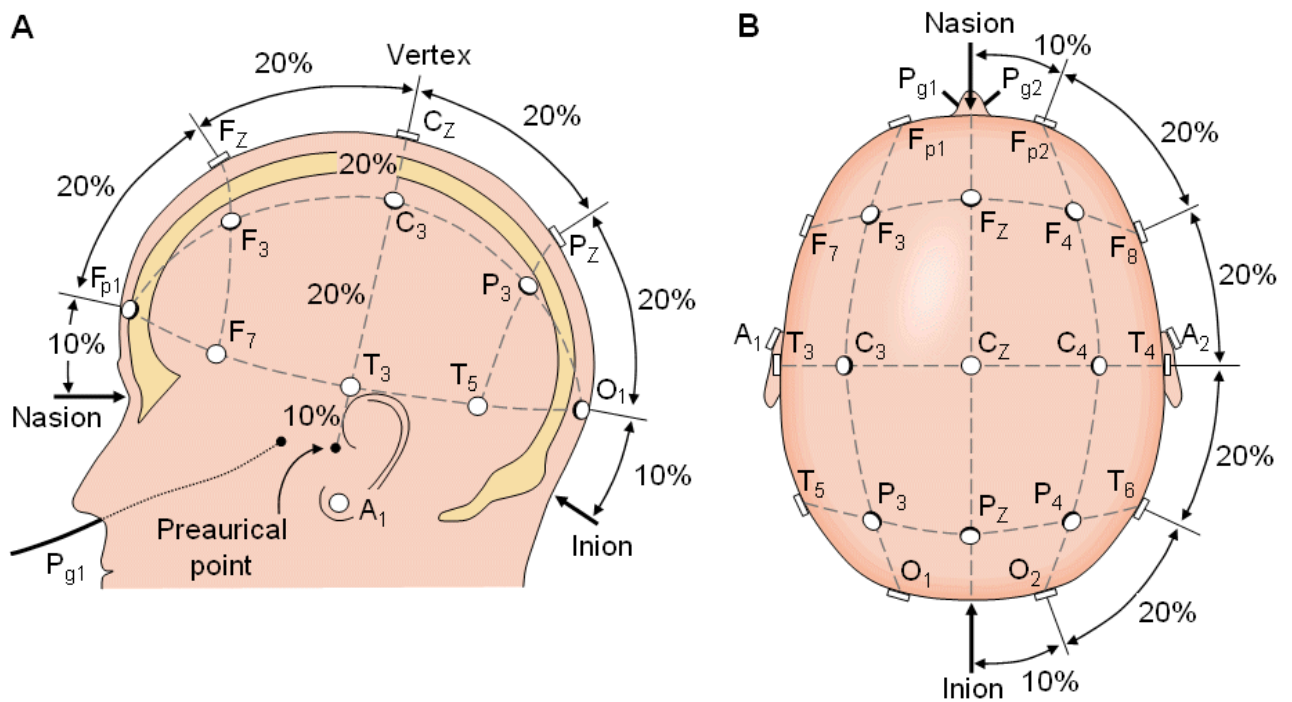 A
Vertex
20%
CZ
FZ
20%
20%
20%
F3
C3
PZ
P3
Fp1
20%
20%
F7
10%
T3
T5
O1
Nasion
10%
10%
A1
Preaurical
point
Inion
Pg1
B
Nasion
10%
Pg1
Pg2
Fp1
Fp2
20%
F7
F3
FZ
F4
F8
20%
A1
T3
C3
CZ
C4
T4
A2
20%
T5
P3
PZ
P4
T6
O1
O2
20%
10%
Inion